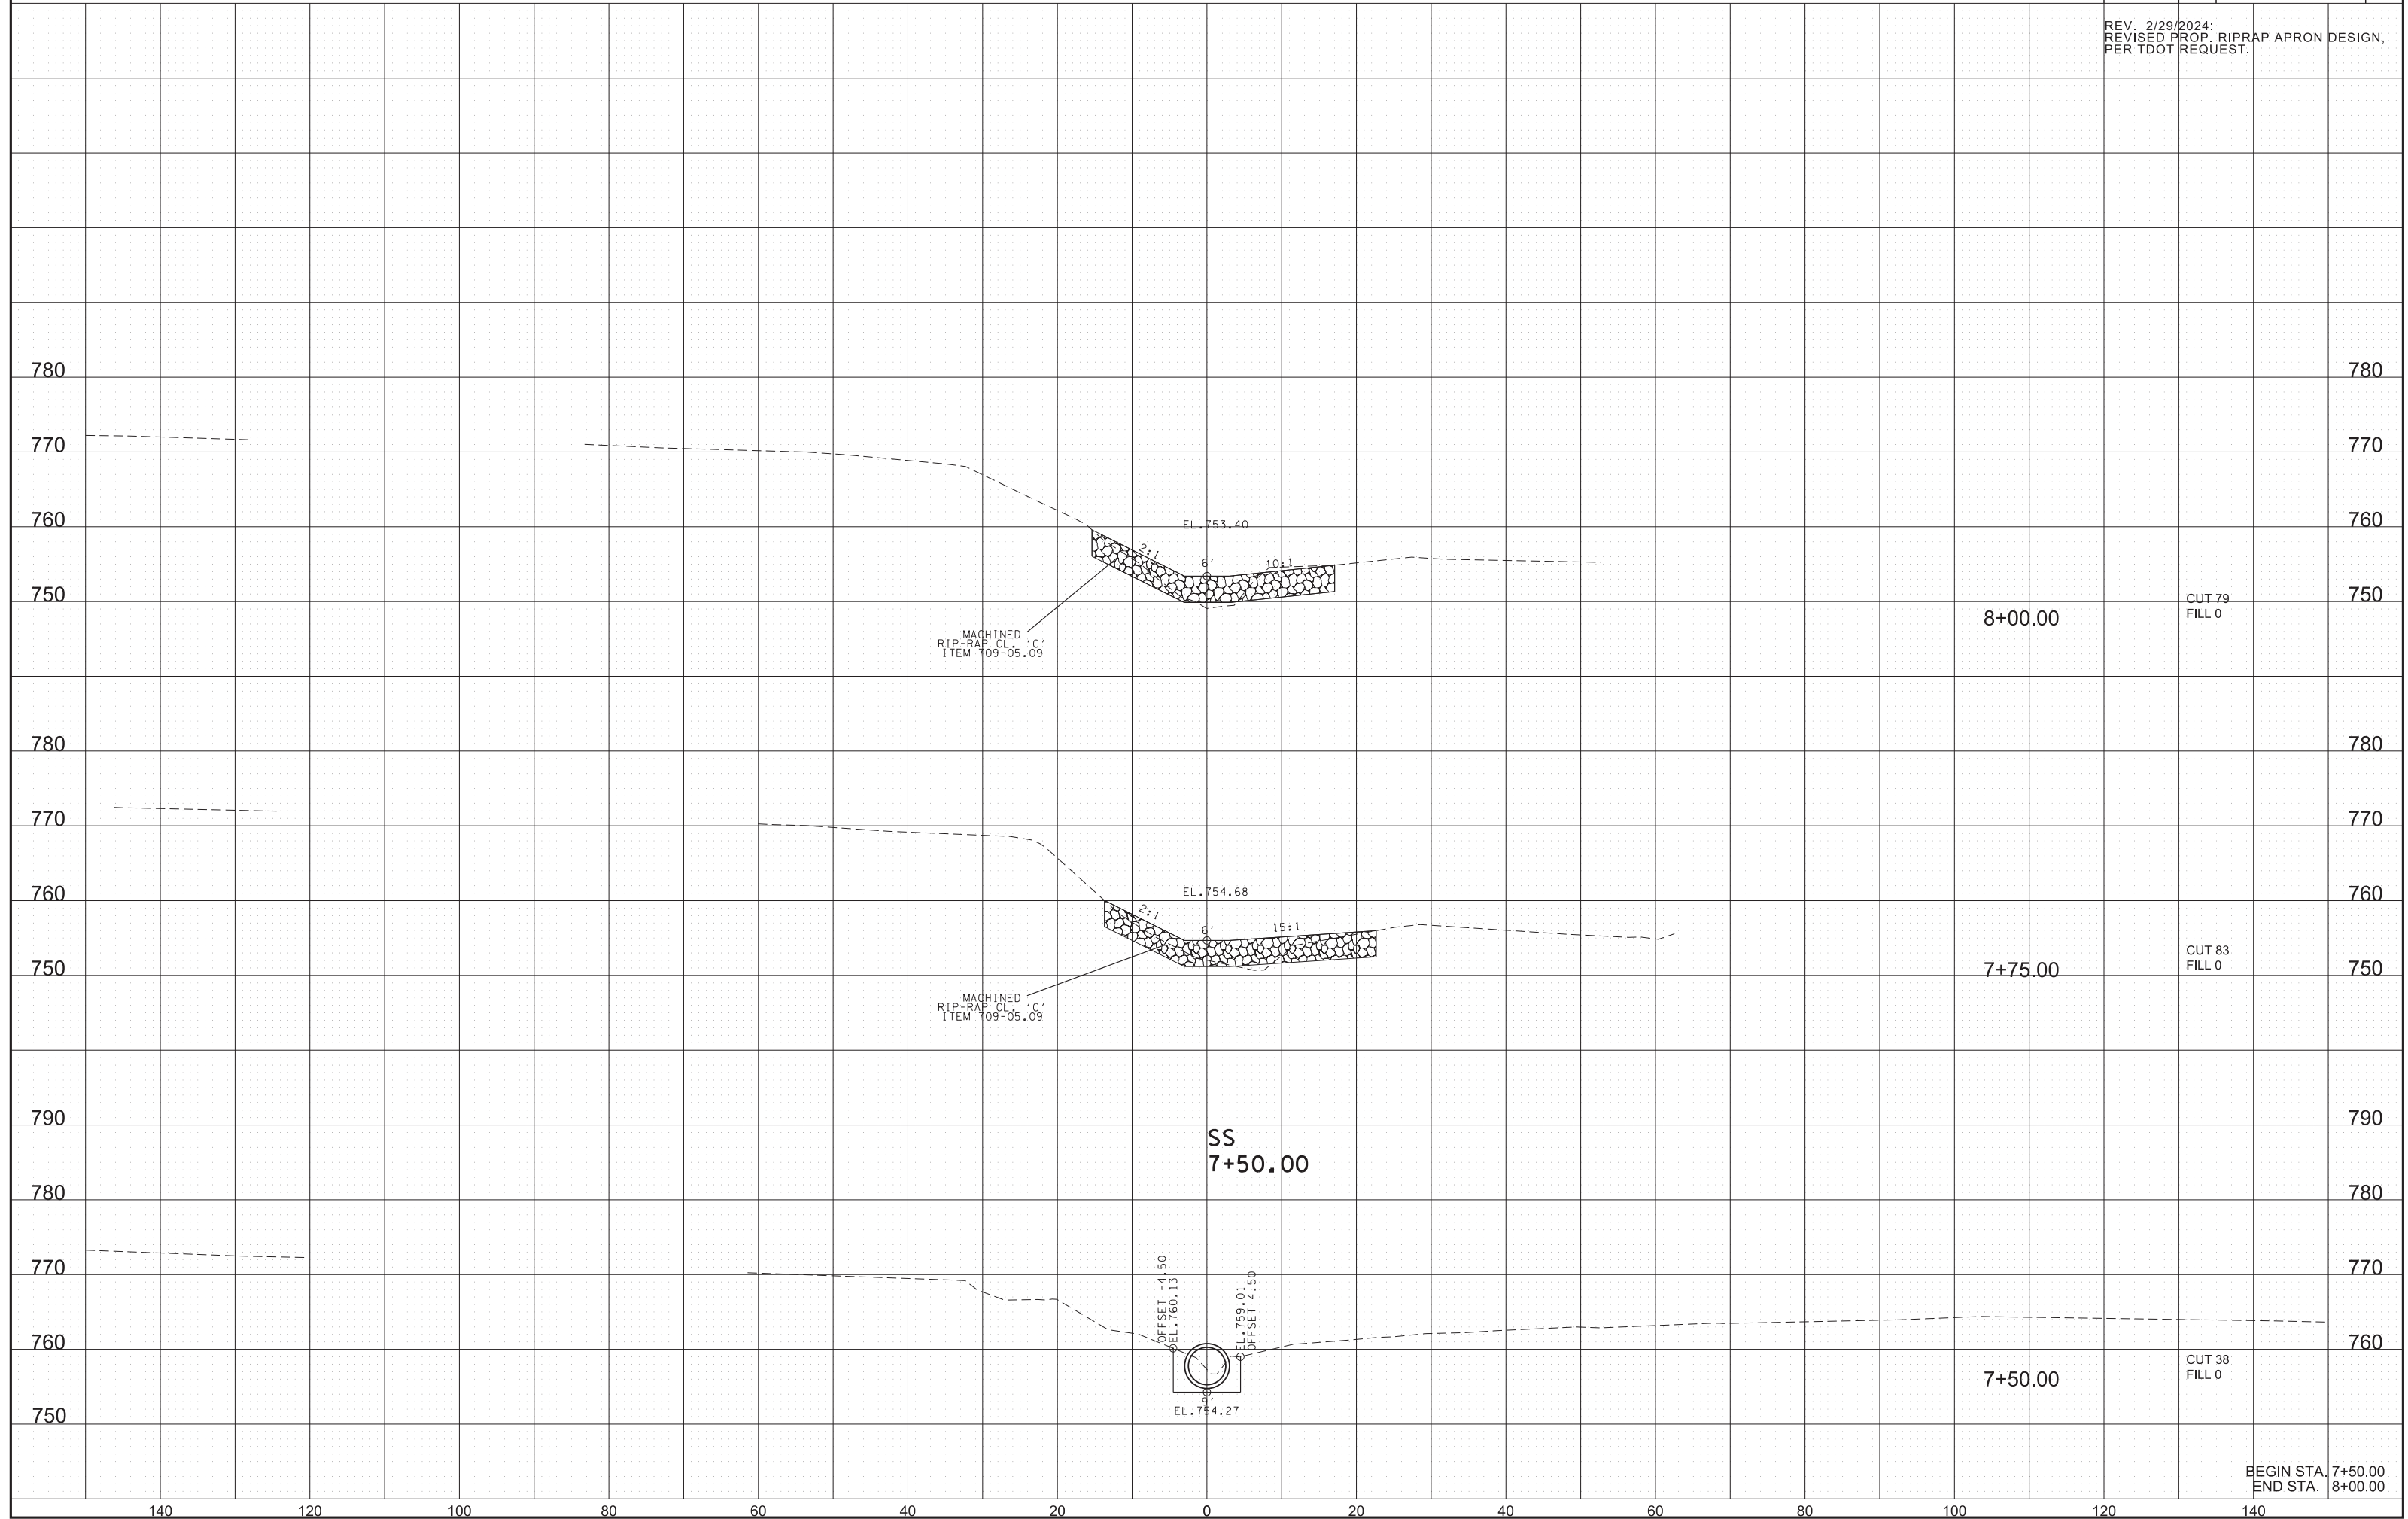 REV. 2/29/2024:
REVISED PROP. RIPRAP APRON DESIGN,
PER TDOT REQUEST.
780 780
770 770
760 EL.753.40 760
2:1 6' 10:1
750 750
CUT 79
8+00.00 FILL 0
MACHINED
RIP-RAP CL. 'C'
ITEM 709-05.09
780 780
770 770
760 EL.754.68 760
2:1 6' 15:1
750 7+75.00 CUT 83 750
FILL 0
MACHINED
RIP-RAP CL. 'C'
ITEM 709-05.09
790 790
SS
7+50.00
780 780
770 770
OFFSET -4.50
EL.760.13
EL.759.01
OFFSET 4.50
760 760
CUT 38
7+50.00 FILL 0
9'
EL.754.27
750
BEGIN STA. 7+50.00
END STA. 8+00.00
140 120 100 80 60 40 20 0 20 40 60 80 100 120 140